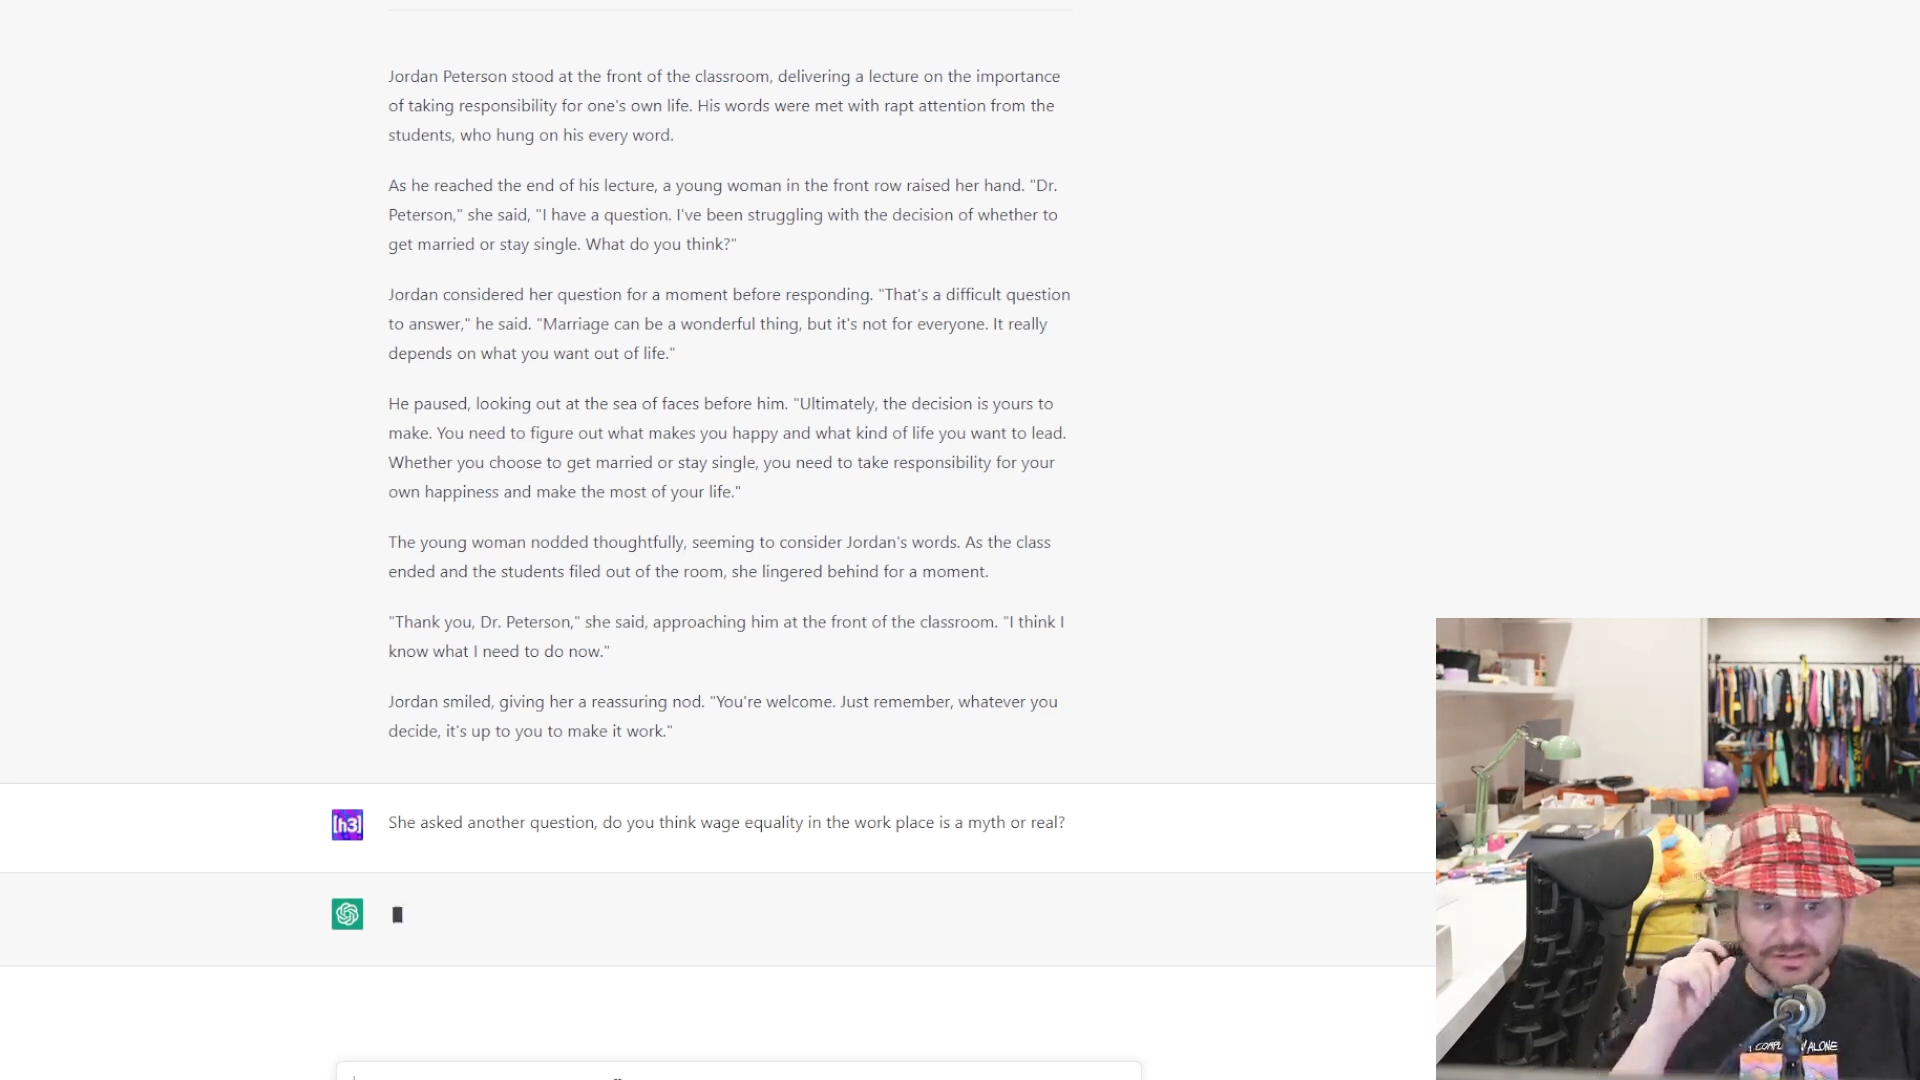 Jordan Peterson stood at the front of the classroom, delivering a lecture on the importance
of taking responsibility for one's own life. His words were met with rapt attention from the
students, who hung on his every word.
As he reached the end of his lecture, a young woman in the front row raised her hand. "Dr.
Peterson," she said, "I have a question. I've been struggling with the decision of whether to
get married or stay single. What do you think?"
Jordan considered her question for a moment before responding. "That's a difficult question
to answer," he said. "Marriage can be a wonderful thing, but it's not for everyone. It really
depends on what you want out of life."
He paused, looking out at the sea of faces before him. "Ultimately, the decision is yours to
make. You need to figure out what makes you happy and what kind of life you want to lead.
Whether you choose to get married or stay single, you need to take responsibility for your
own happiness and make the most of your life."
The young woman nodded thoughtfully, seeming to consider Jordan's words. As the class
ended and the students filed out of the room, she lingered behind for a moment.
"Thank you, Dr. Peterson," she said, approaching him at the front of the classroom. "I think I
know what I need to do now."
Jordan smiled, giving her a reassuring nod. "You're welcome. Just remember, whatever you
decide, it's up to you to make it work."
[h3]
She asked another question, do you think wage equality in the work place is a myth or real?
ALONE